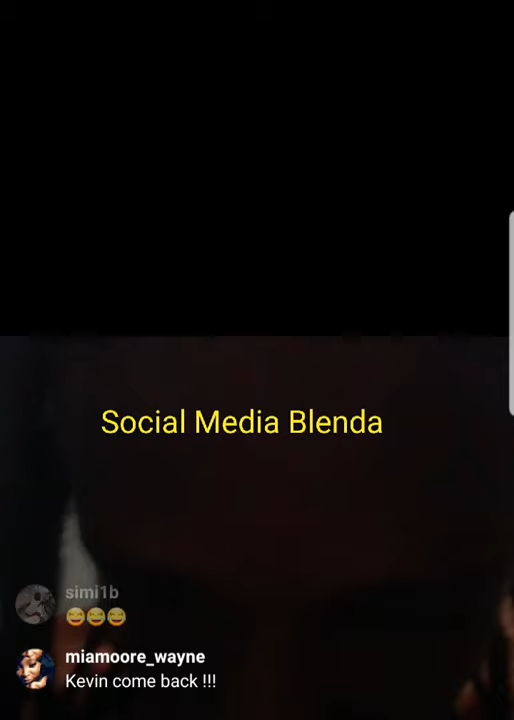 Social Media Blenda
simi1b
😆😆😆
miamoore_wayne
Kevin come back !!!